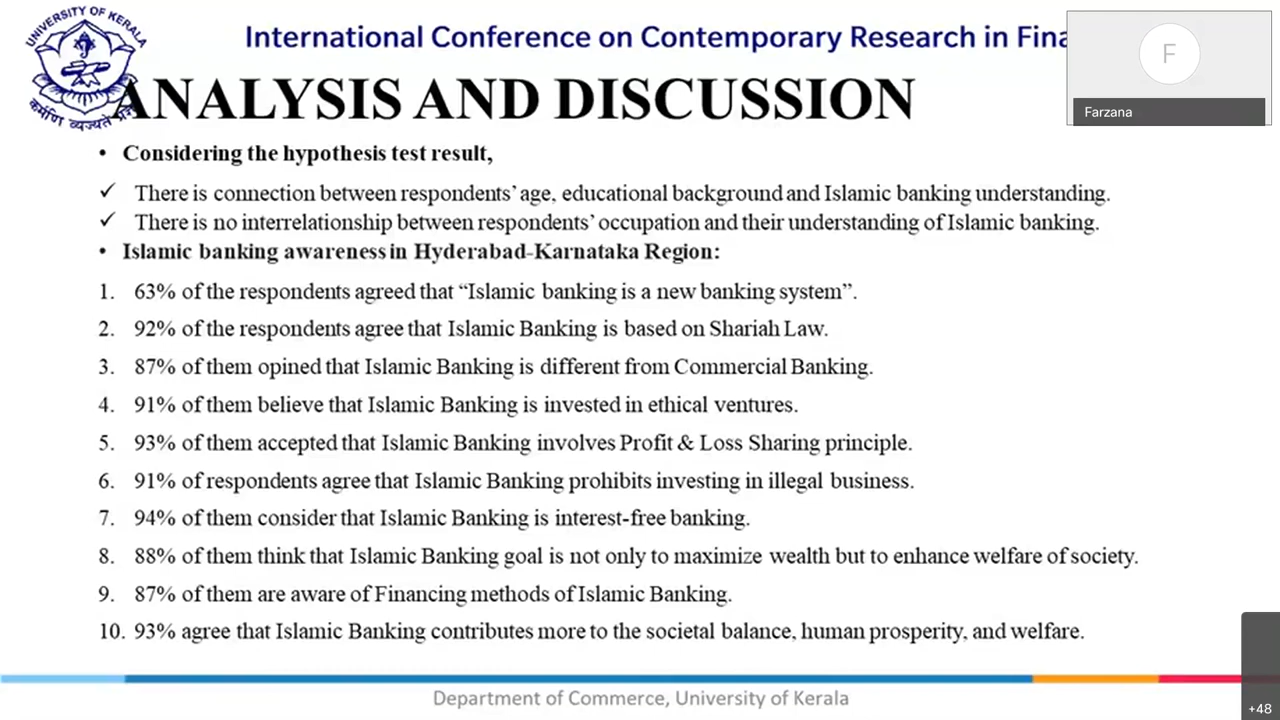 UNIVERSITY OF KERALA
International Conference on Contemporary Research in Fina
F
Farzana
ANALYSIS AND DISCUSSION
• Considering the hypothesis test result,
✓ There is connection between respondents' age, educational background and Islamic banking understanding.
✓ There is no interrelationship between respondents' occupation and their understanding of Islamic banking.
• Islamic banking awareness in Hyderabad-Karnataka Region:
1. 63% of the respondents agreed that “Islamic banking is a new banking system”.
2. 92% of the respondents agree that Islamic Banking is based on Shariah Law.
3. 87% of them opined that Islamic Banking is different from Commercial Banking.
4. 91% of them believe that Islamic Banking is invested in ethical ventures.
5. 93% of them accepted that Islamic Banking involves Profit & Loss Sharing principle.
6. 91% of respondents agree that Islamic Banking prohibits investing in illegal business.
7. 94% of them consider that Islamic Banking is interest-free banking.
8. 88% of them think that Islamic Banking goal is not only to maximize wealth but to enhance welfare of society.
9. 87% of them are aware of Financing methods of Islamic Banking.
10. 93% agree that Islamic Banking contributes more to the societal balance, human prosperity, and welfare.
Department of Commerce, University of Kerala
+48